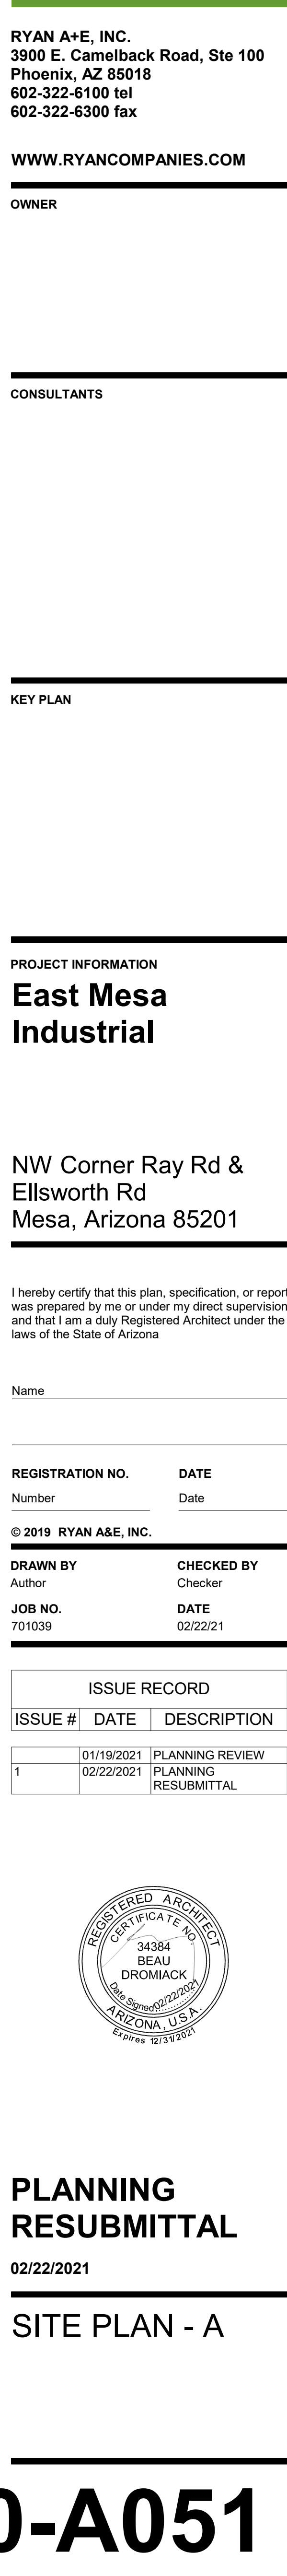 RYAN A+E, INC.
3900 E. Camelback Road, Ste 100
Phoenix, AZ 85018
602-322-6100 tel
602-322-6300 fax
WWW.RYANCOMPANIES.COM
OWNER
CONSULTANTS
KEY PLAN
PROJECT INFORMATION
East Mesa
Industrial
NW Corner Ray Rd &
Ellsworth Rd
Mesa, Arizona 85201
I hereby certify that this plan, specification, or report
was prepared by me or under my direct supervision
and that I am a duly Registered Architect under the
laws of the State of Arizona
Name
REGISTRATION NO. DATE
Number Date
© 2019 RYAN A&E, INC.
DRAWN BY CHECKED BY
Author Checker
JOB NO. DATE
701039 02/22/21
ISSUE RECORD
ISSUE # DATE DESCRIPTION
01/19/2021 PLANNING REVIEW
1 02/22/2021 PLANNING
RESUBMITTAL
REGISTERED ARCHITECT
CERTIFICATE NO.
34384
BEAU
DROMIACK
Date Signed 02/22/2021
ARIZONA, U.S.A.
Expires 12/31/2021
PLANNING
RESUBMITTAL
02/22/2021
SITE PLAN - A
0-A051